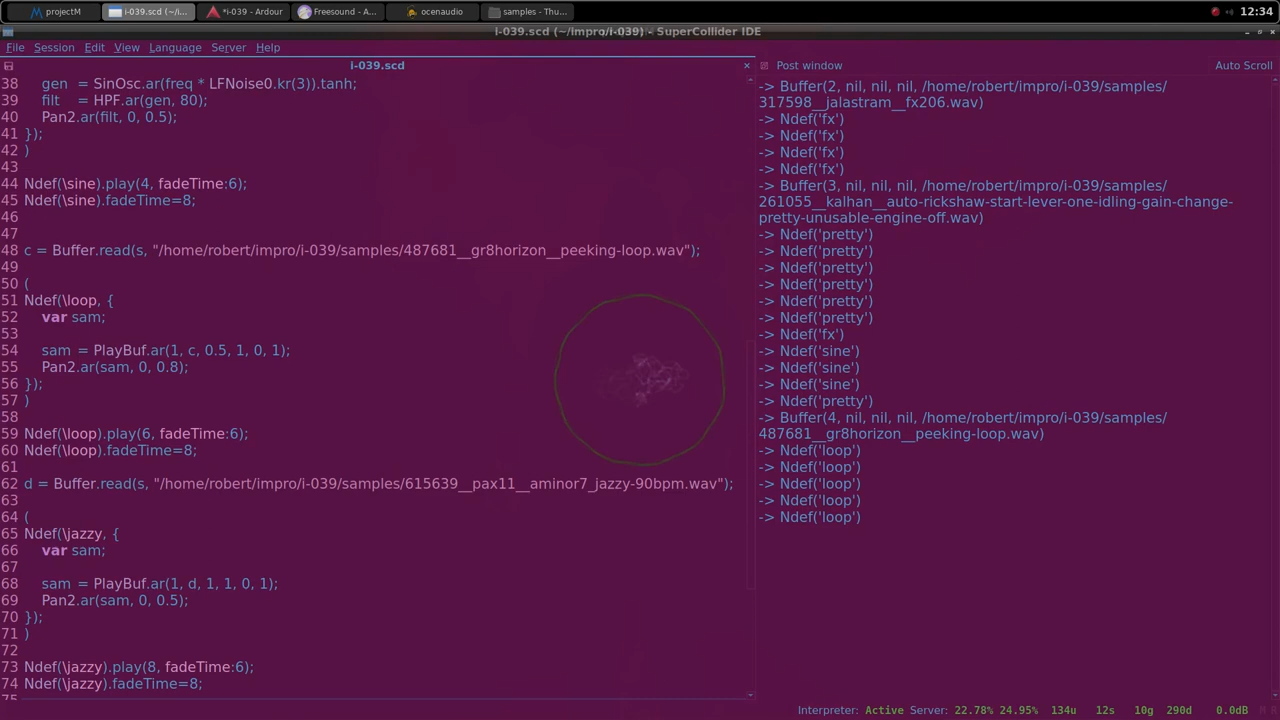 projectM
i-039.scd (~/i...
*i-039 - Ardour
Freesound - A...
ocenaudio
samples - Thu...
12:34
i-039.scd (~/impro/i-039) - SuperCollider IDE
File Session Edit View Language Server Help
i-039.scd
38 gen = SinOsc.ar(freq * LFNoise0.kr(3)).tanh;
39 filt = HPF.ar(gen, 80);
40 Pan2.ar(filt, 0, 0.5);
41 });
42 )
43
44 Ndef(\sine).play(4, fadeTime:6);
45 Ndef(\sine).fadeTime=8;
46
47
48 c = Buffer.read(s, "/home/robert/impro/i-039/samples/487681__gr8horizon__peeking-loop.wav");
49
50 (
51 Ndef(\loop, {
52 var sam;
53
54 sam = PlayBuf.ar(1, c, 0.5, 1, 0, 1);
55 Pan2.ar(sam, 0, 0.8);
56 });
57 )
58
59 Ndef(\loop).play(6, fadeTime:6);
60 Ndef(\loop).fadeTime=8;
61
62 d = Buffer.read(s, "/home/robert/impro/i-039/samples/615639__pax11__aminor7_jazzy-90bpm.wav");
63
64 (
65 Ndef(\jazzy, {
66 var sam;
67
68 sam = PlayBuf.ar(1, d, 1, 1, 0, 1);
69 Pan2.ar(sam, 0, 0.5);
70 });
71 )
72
73 Ndef(\jazzy).play(8, fadeTime:6);
74 Ndef(\jazzy).fadeTime=8;
75
Post window
Auto Scroll
-> Buffer(2, nil, nil, nil, /home/robert/impro/i-039/samples/
317598__jalastram__fx206.wav)
-> Ndef('fx')
-> Ndef('fx')
-> Ndef('fx')
-> Ndef('fx')
-> Buffer(3, nil, nil, nil, /home/robert/impro/i-039/samples/
261055__kalhan__auto-rickshaw-start-lever-one-idling-gain-change-
pretty-unusable-engine-off.wav)
-> Ndef('pretty')
-> Ndef('pretty')
-> Ndef('pretty')
-> Ndef('pretty')
-> Ndef('pretty')
-> Ndef('pretty')
-> Ndef('fx')
-> Ndef('sine')
-> Ndef('sine')
-> Ndef('sine')
-> Ndef('pretty')
-> Buffer(4, nil, nil, nil, /home/robert/impro/i-039/samples/
487681__gr8horizon__peeking-loop.wav)
-> Ndef('loop')
-> Ndef('loop')
-> Ndef('loop')
-> Ndef('loop')
-> Ndef('loop')
Interpreter: Active Server: 22.78% 24.95% 134u 12s 10g 290d 0.0dB